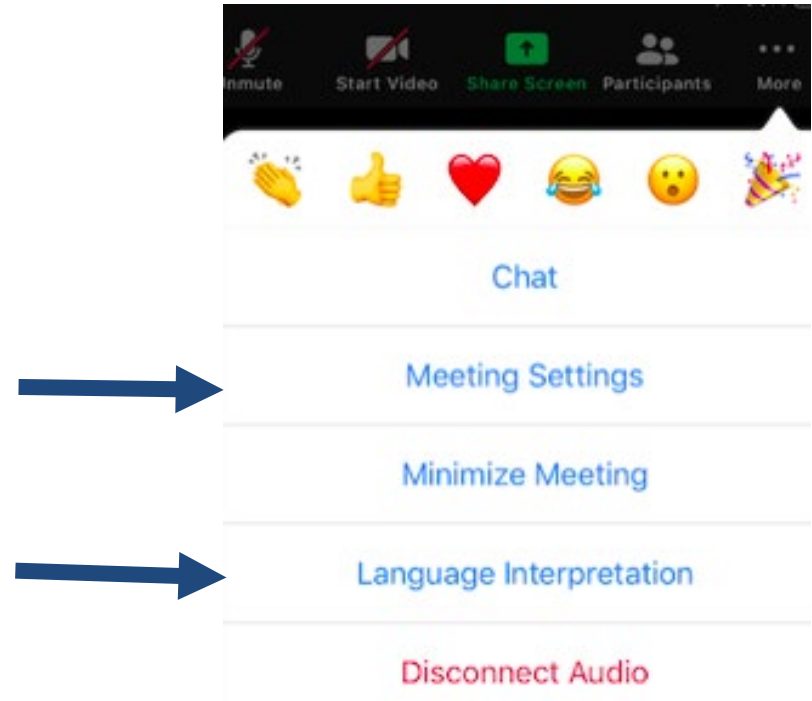 nmute Start Video Share Screen Participants More
Chat
Meeting Settings
Minimize Meeting
Language Interpretation
Disconnect Audio